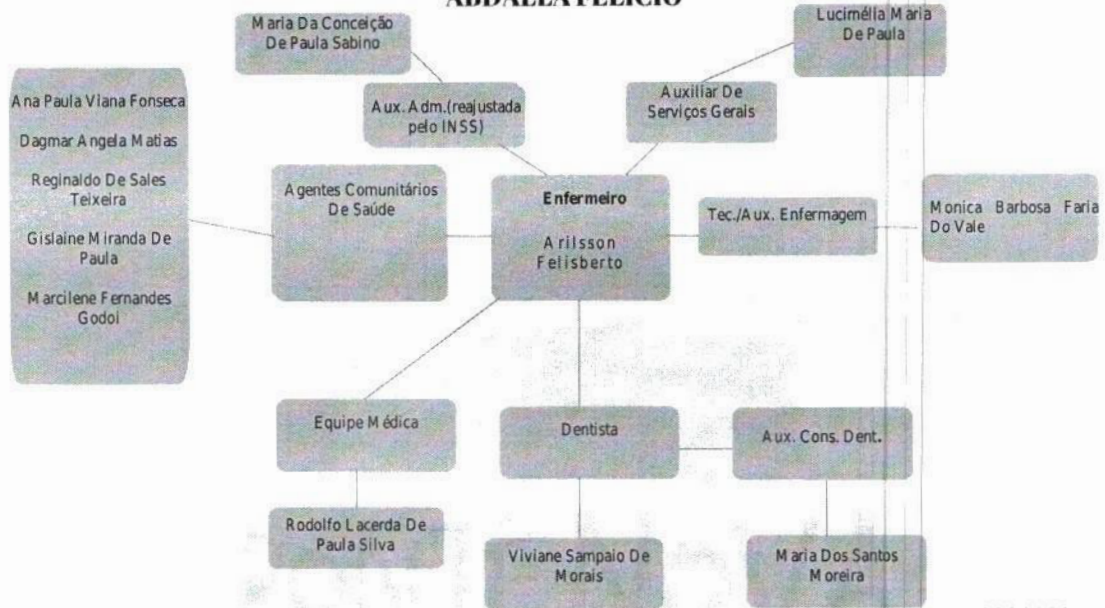 ABDALLA FELICIO
Maria Da Conceição
De Paula Sabino
Lucimélia Maria
De Paula
Ana Paula Viana Fonseca
Dagmar Angela Matias
Reginaldo De Sales
Teixeira
Gislaine Miranda De
Paula
Marcilene Fernandes
Godoi
Aux. Adm.(reajustada
pelo INSS)
Auxiliar De
Serviços Gerais
Agentes Comunitários
De Saúde
Enfermeiro
Arilsson
Felisberto
Tec./Aux. Enfermagem
Monica Barbosa Faria
Do Vale
Equipe Médica
Dentista
Aux. Cons. Dent.
Rodolfo Lacerda De
Paula Silva
Viviane Sampaio De
Morais
Maria Dos Santos
Moreira